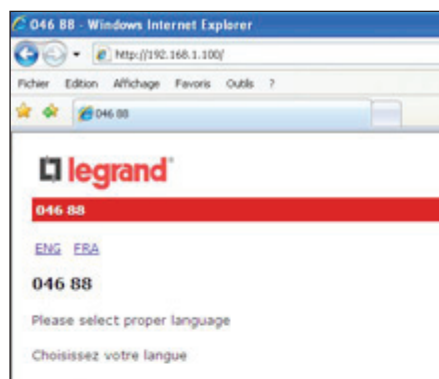 046 88 - Windows Internet Explorer
http://192.168.1.100/
Fichier Edition Affichage Favoris Outils ?
046 88
legrand®
046 88
ENG FRA
046 88
Please select proper language
Choisissez votre langue